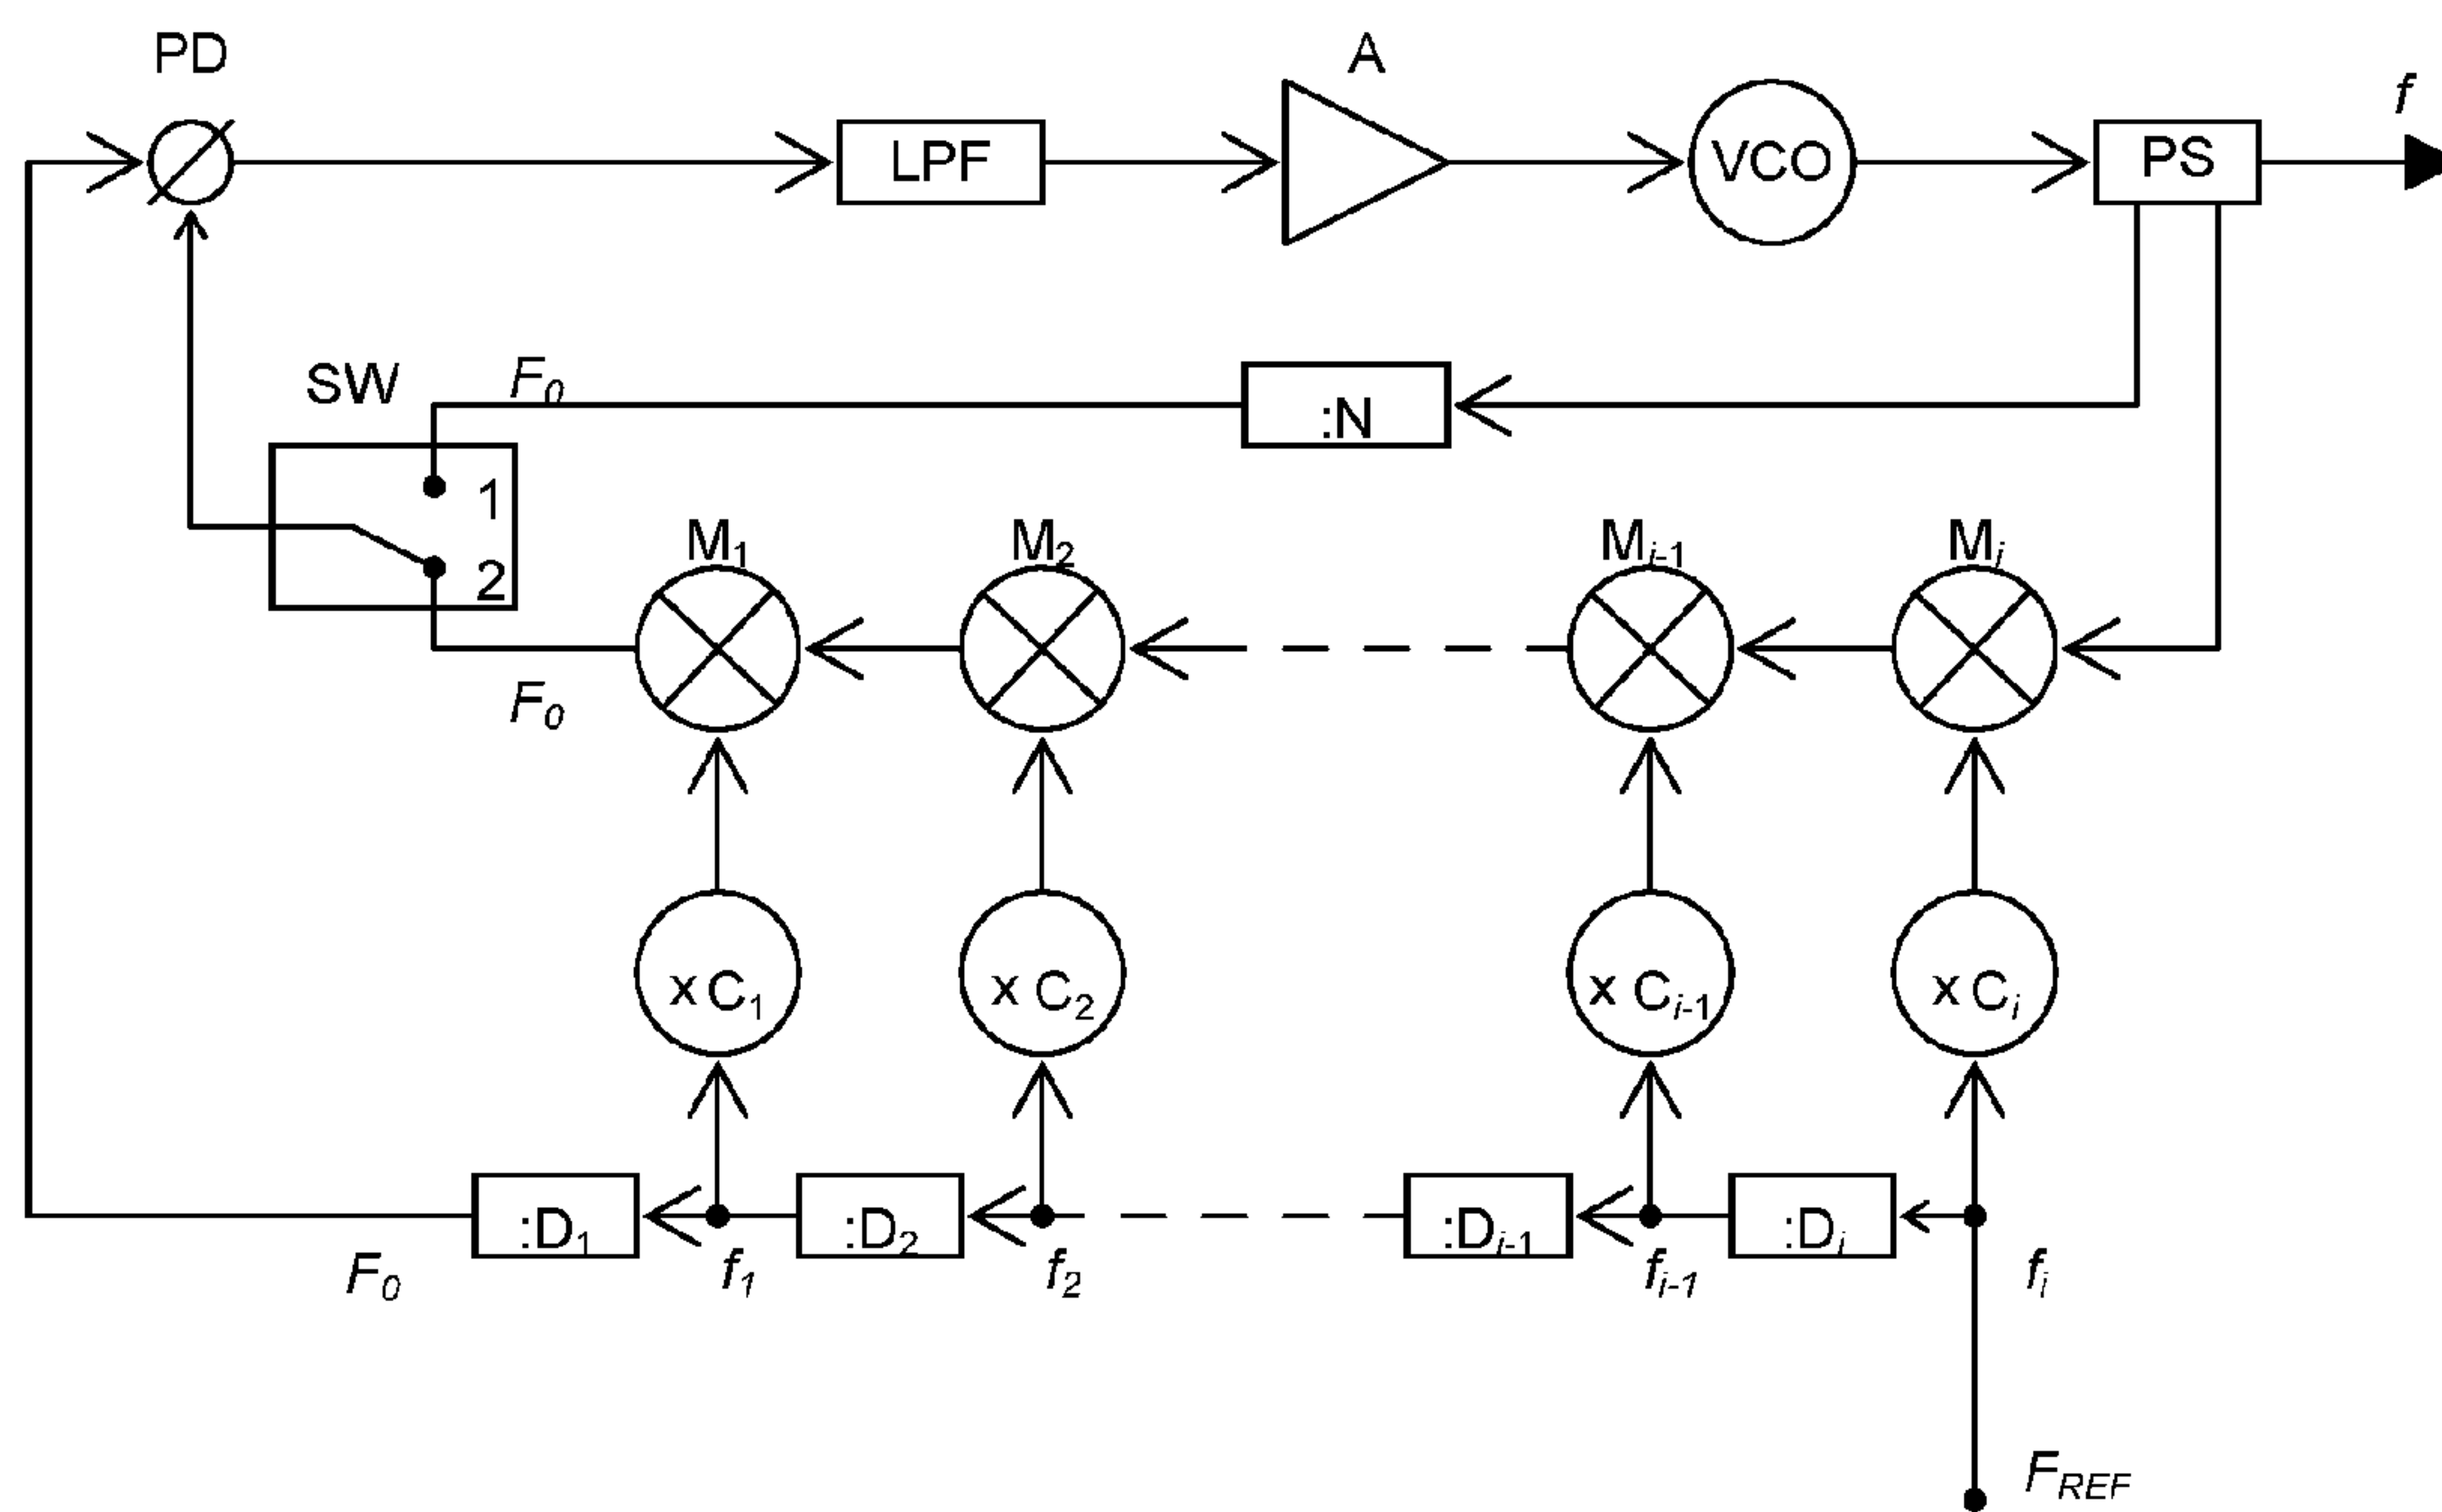 PD
A
f
LPF
VCO
PS
SW
F0
:N
1
2
M1
M2
Mi-1
Mi
F0
x C1
x C2
x Ci-1
x Ci
:D1
:D2
:Di-1
:Di
F0
f1
f2
fi-1
fi
FREF